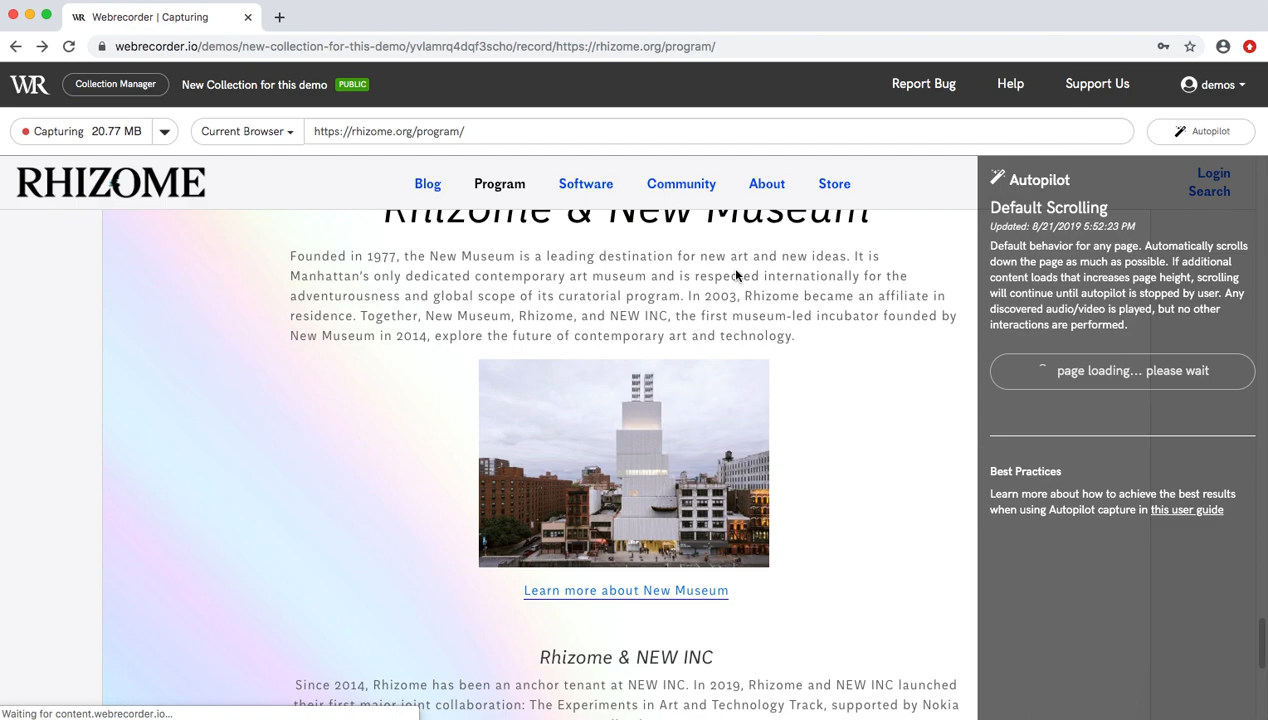 WR Webrecorder | Capturing
webrecorder.io/demos/new-collection-for-this-demo/yvlamrq4dqf3scho/record/https://rhizome.org/program/
WR Collection Manager New Collection for this demo PUBLIC Report Bug Help Support Us demos
Capturing 20.77 MB Current Browser https://rhizome.org/program/ Autopilot
RHIZOME Blog Program Software Community About Store Login
Search
Rhizome & New Museum
Founded in 1977, the New Museum is a leading destination for new art and new ideas. It is
Manhattan's only dedicated contemporary art museum and is respected internationally for the
adventurousness and global scope of its curatorial program. In 2003, Rhizome became an affiliate in
residence. Together, New Museum, Rhizome, and NEW INC, the first museum-led incubator founded by
New Museum in 2014, explore the future of contemporary art and technology.
Learn more about New Museum
Rhizome & NEW INC
Since 2014, Rhizome has been an anchor tenant at NEW INC. In 2019, Rhizome and NEW INC launched
their first major joint collaboration: The Experiments in Art and Technology Track, supported by Nokia
Autopilot
Default Scrolling
Updated: 8/21/2019 5:52:23 PM
Default behavior for any page. Automatically scrolls
down the page as much as possible. If additional
content loads that increases page height, scrolling
will continue until autopilot is stopped by user. Any
discovered audio/video is played, but no other
interactions are performed.
page loading... please wait
Best Practices
Learn more about how to achieve the best results
when using Autopilot capture in this user guide
Waiting for content.webrecorder.io...